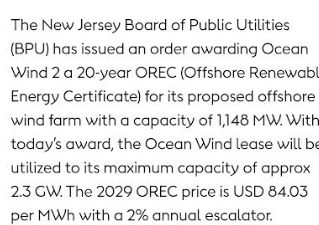 The New Jersey Board of Public Utilities
(BPU) has issued an order awarding Ocean
Wind 2 a 20-year OREC (Offshore Renewabl
Energy Certificate) for its proposed offshore
wind farm with a capacity of 1,148 MW. With
today's award, the Ocean Wind lease will be
utilized to its maximum capacity of approx
2.3 GW. The 2029 OREC price is USD 84.03
per MWh with a 2% annual escalator.